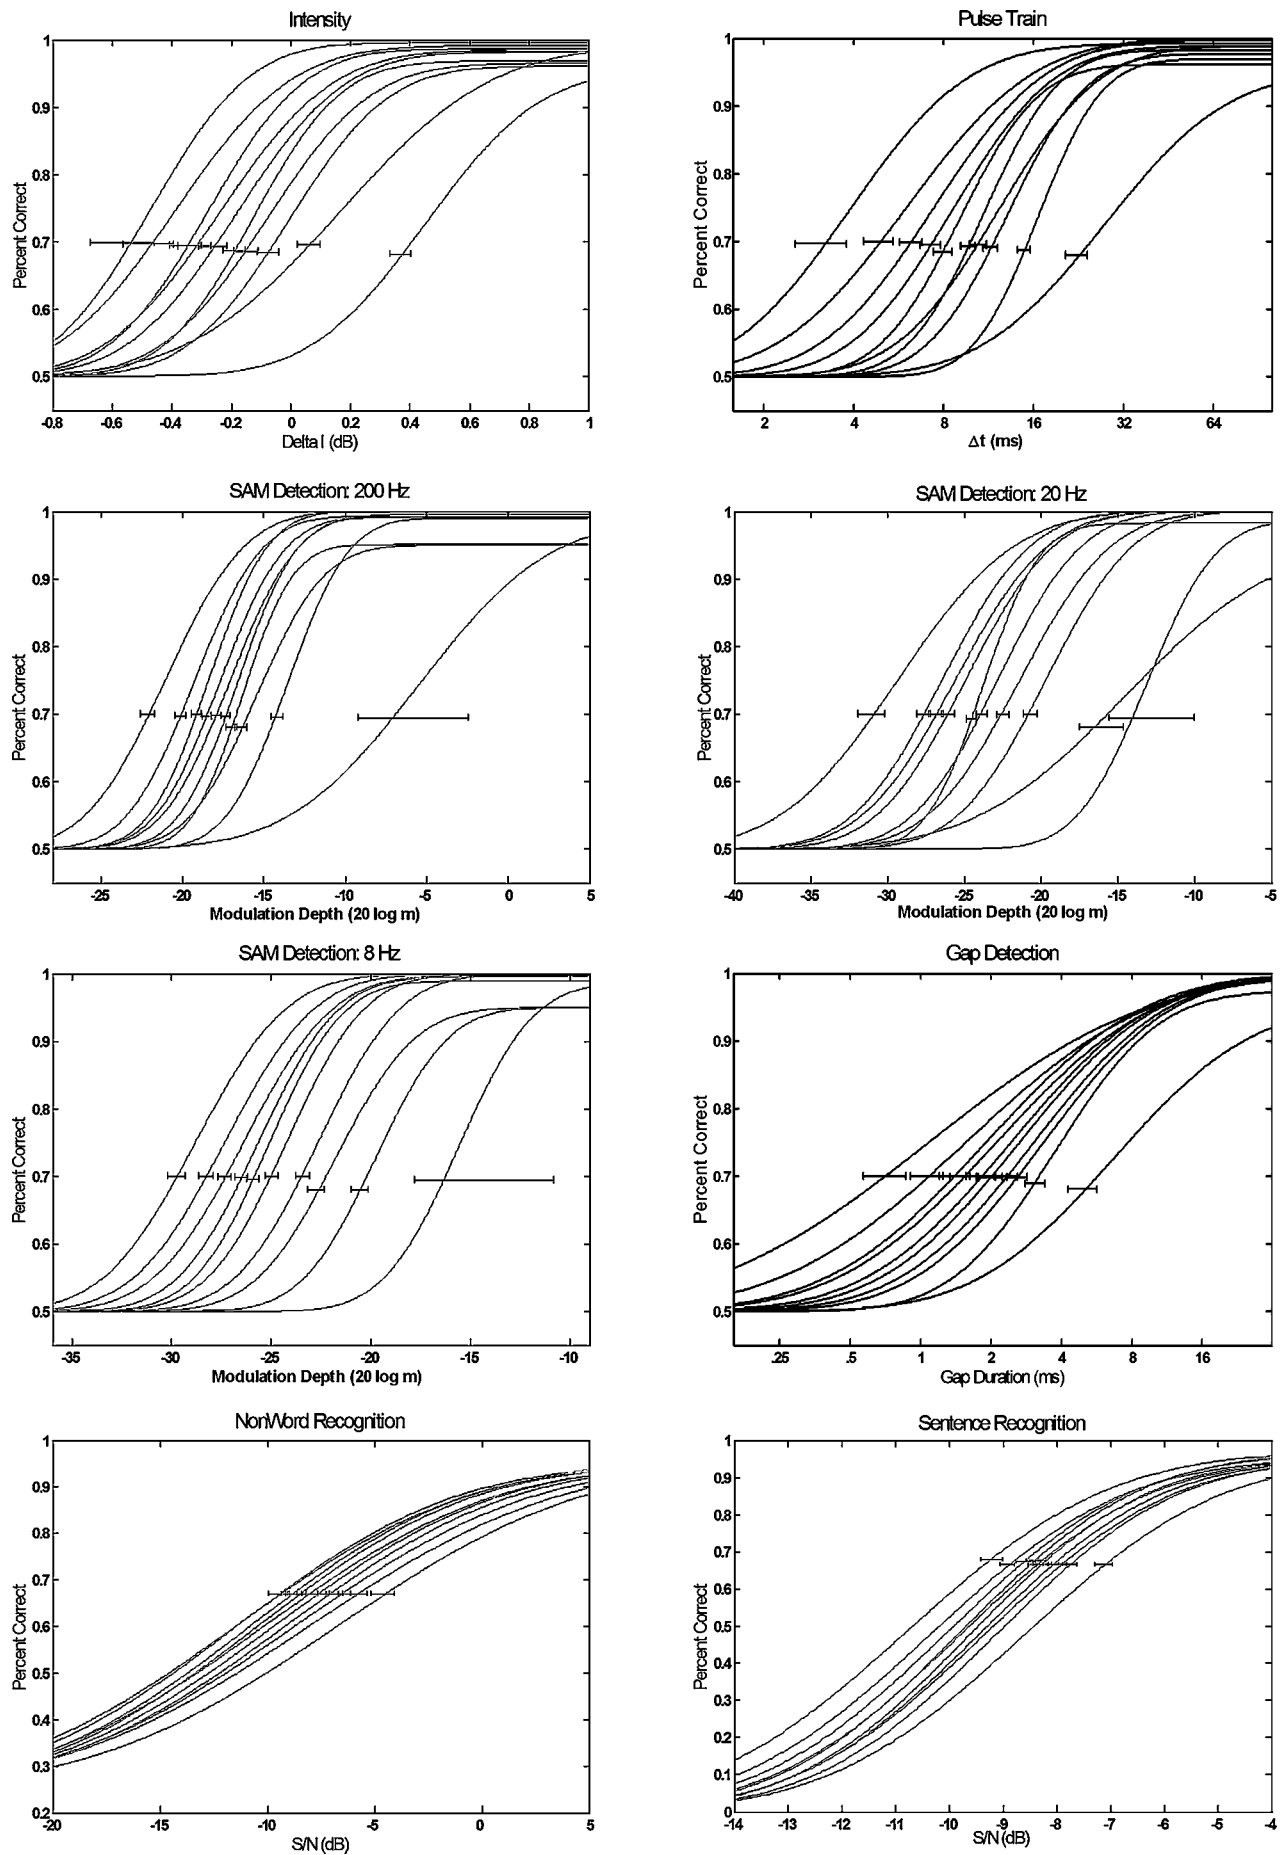 Intensity
1
0.9
0.8
0.7
0.6
0.5
Percent Correct
-0.8 -0.6 -0.4 -0.2 0 0.2 0.4 0.6 0.8 1
Delta I (dB)
Pulse Train
1
0.9
0.8
0.7
0.6
0.5
Percent Correct
2 4 8 16 32 64
Δt (ms)
SAM Detection: 200 Hz
1
0.9
0.8
0.7
0.6
0.5
Percent Correct
-25 -20 -15 -10 -5 0 5
Modulation Depth (20 log m)
SAM Detection: 20 Hz
1
0.9
0.8
0.7
0.6
0.5
Percent Correct
-40 -35 -30 -25 -20 -15 -10 -5
Modulation Depth (20 log m)
SAM Detection: 8 Hz
1
0.9
0.8
0.7
0.6
0.5
Percent Correct
-35 -30 -25 -20 -15 -10
Modulation Depth (20 log m)
Gap Detection
1
0.9
0.8
0.7
0.6
0.5
Percent Correct
.25 .5 1 2 4 8 16
Gap Duration (ms)
NonWord Recognition
1
0.9
0.8
0.7
0.6
0.5
0.4
0.3
0.2
Percent Correct
-20 -15 -10 -5 0 5
S/N (dB)
Sentence Recognition
1
0.9
0.8
0.7
0.6
0.5
0.4
0.3
0.2
0.1
0
Percent Correct
-14 -13 -12 -11 -10 -9 -8 -7 -6 -5 -4
S/N (dB)